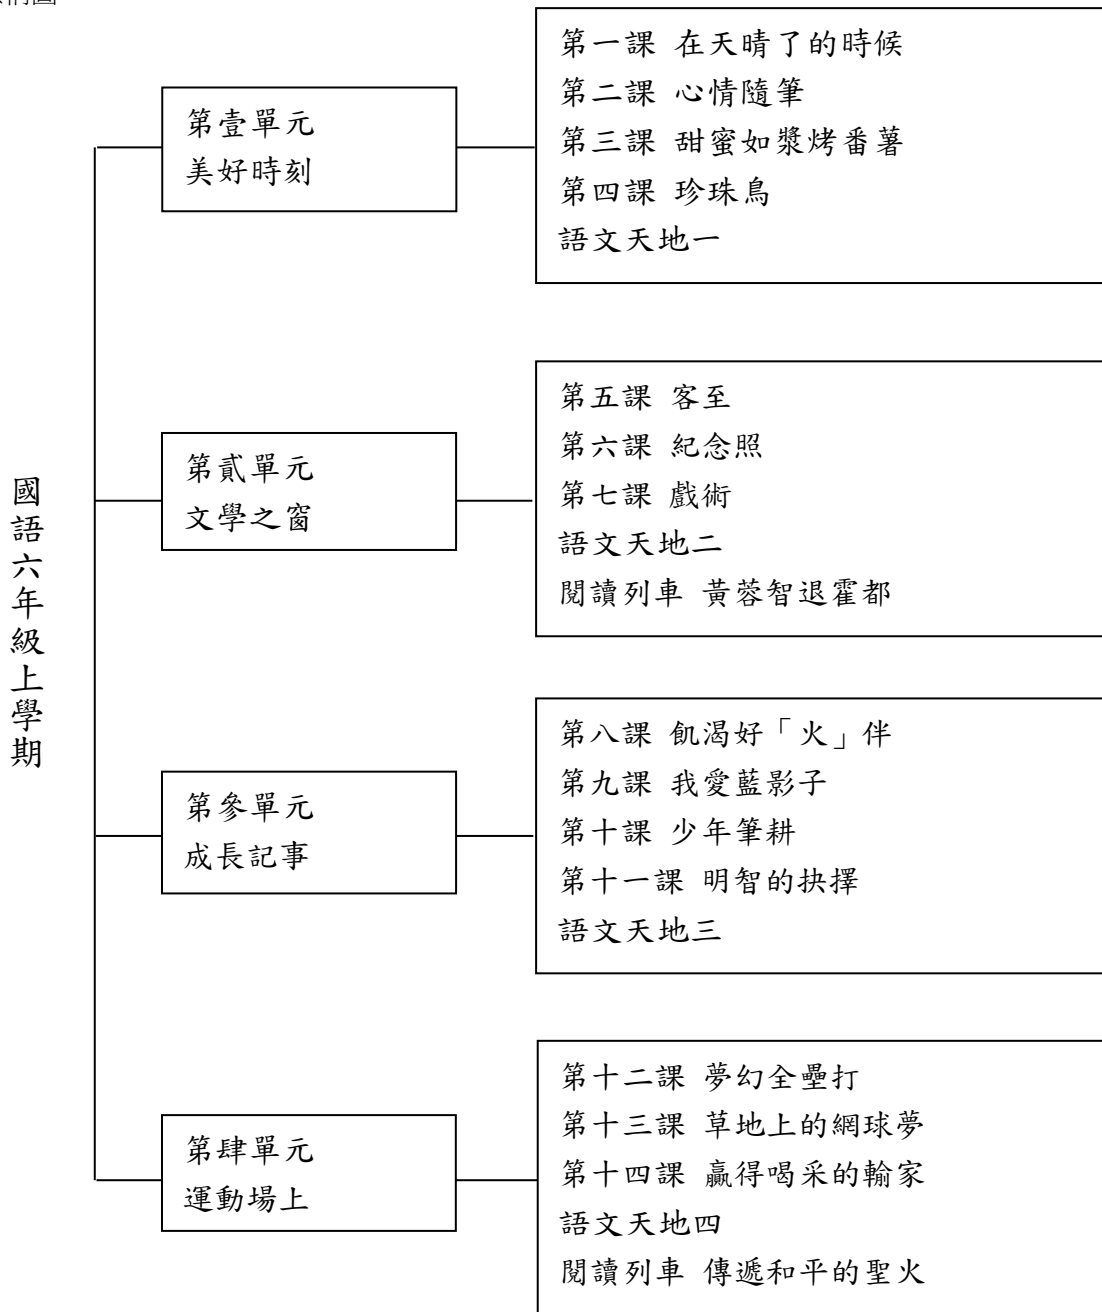 國語六年級上學期
第壹單元
美好時刻
第一課 在天晴了的時候
第二課 心情隨筆
第三課 甜蜜如漿烤番薯
第四課 珍珠鳥
語文天地一
第貳單元
文學之窗
第五課 客至
第六課 紀念照
第七課 戲術
語文天地二
閱讀列車 黃蓉智退霍都
第參單元
成長記事
第八課 飢渴好「火」伴
第九課 我愛藍影子
第十課 少年筆耕
第十一課 明智的抉擇
語文天地三
第肆單元
運動場上
第十二課 夢幻全壘打
第十三課 草地上的網球夢
第十四課 贏得喝采的輸家
語文天地四
閱讀列車 傳遞和平的聖火